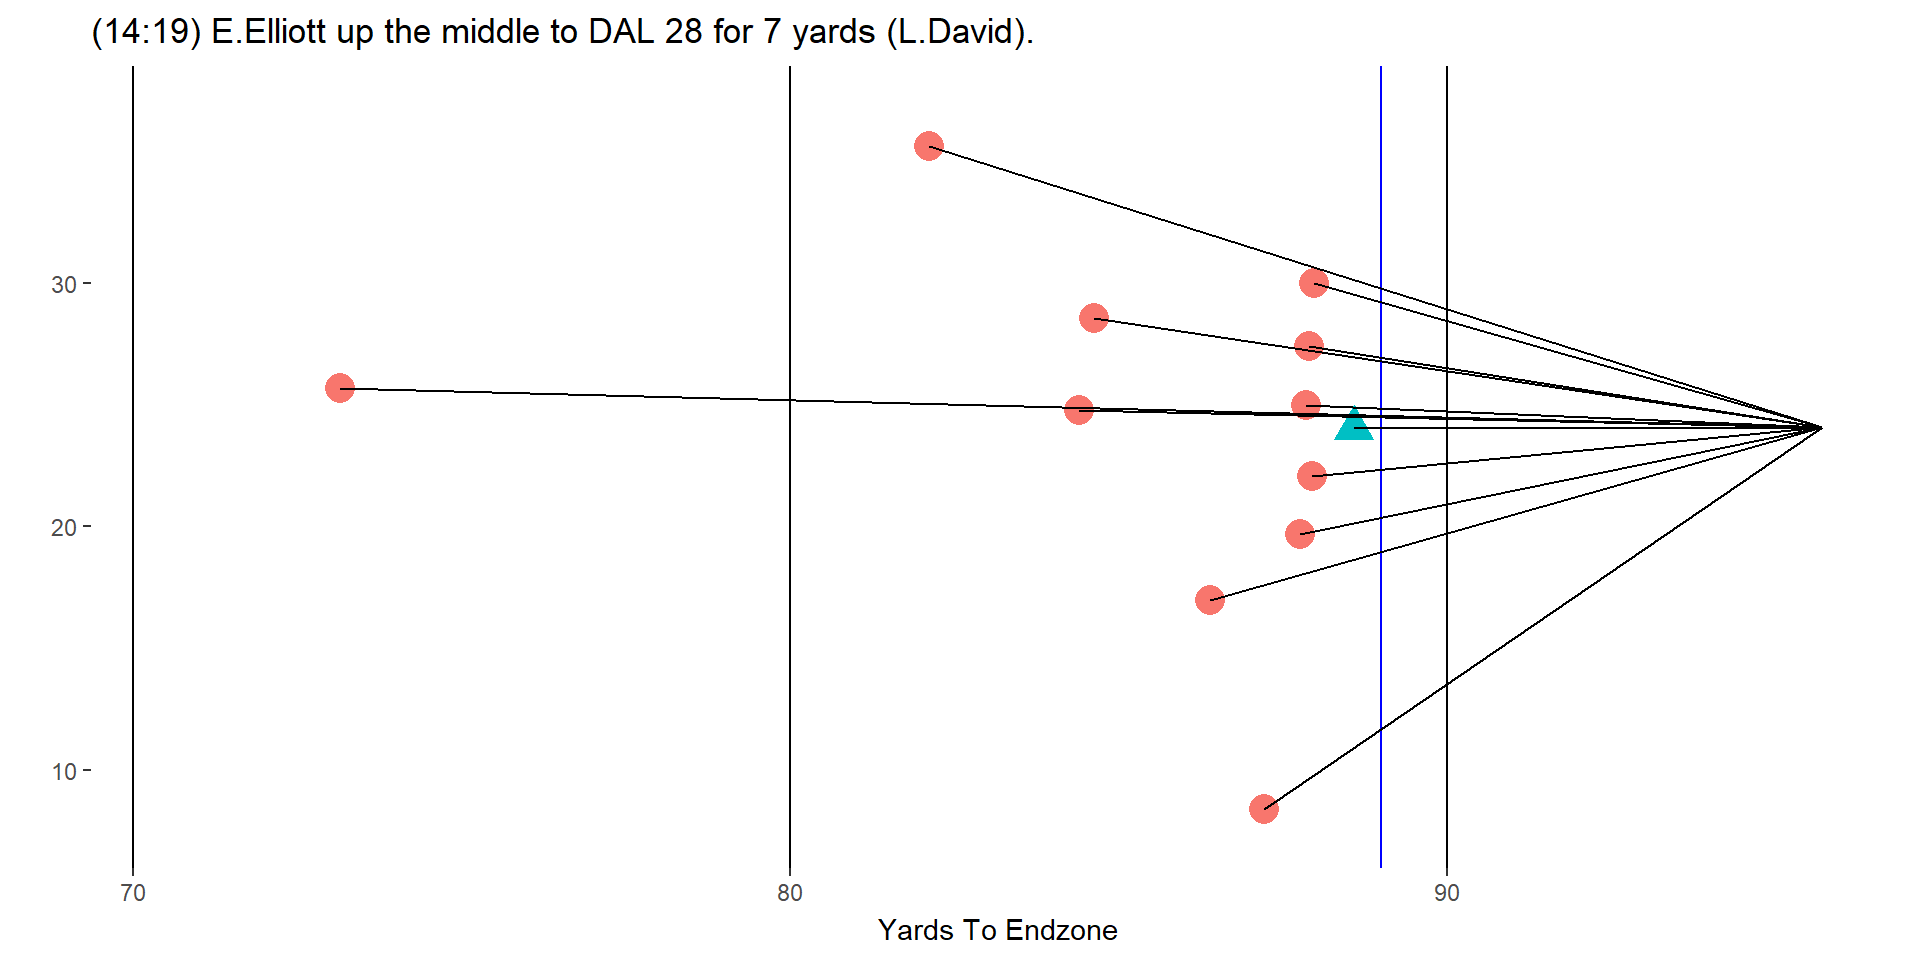 (14:19) E.Elliott up the middle to DAL 28 for 7 yards (L.David).
30
20
10
70 80 90
Yards To Endzone